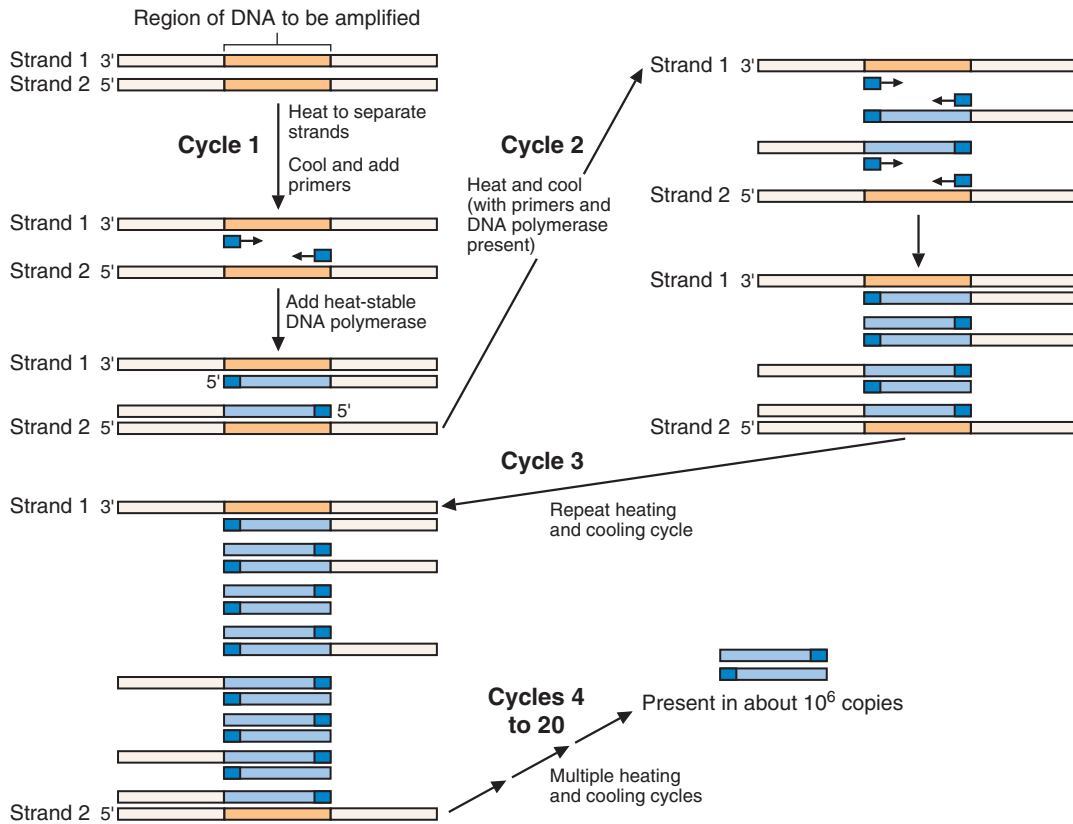 Region of DNA to be amplified
Strand 1 3'
Strand 2 5'
Heat to separate
strands
Cycle 1
Cool and add
primers
Strand 1 3'
Strand 2 5'
Add heat-stable
DNA polymerase
Strand 1 3'
5'
5'
Strand 2 5'
Cycle 2
Heat and cool
(with primers and
DNA polymerase
present)
Strand 1 3'
Strand 2 5'
Strand 1 3'
Strand 2 5'
Cycle 3
Repeat heating
and cooling cycle
Strand 1 3'
Strand 2 5'
Cycles 4
to 20
Multiple heating
and cooling cycles
Present in about 10⁶ copies